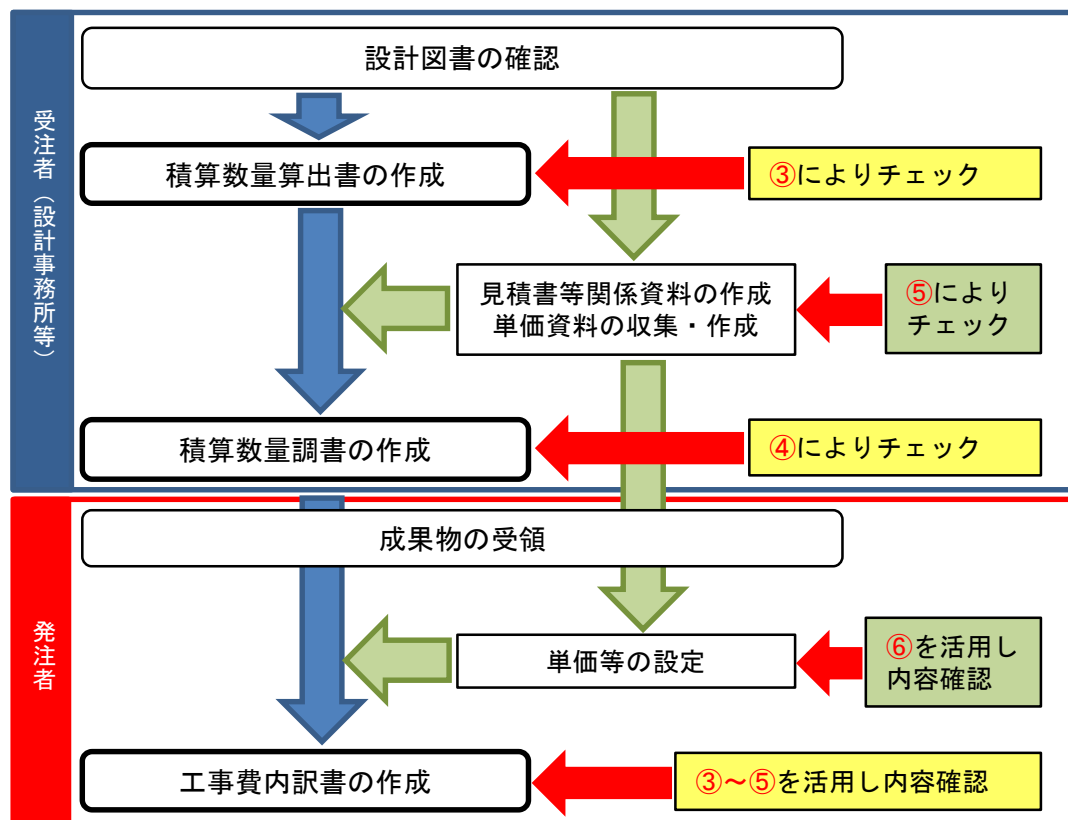 受注者（設計事務所等）
設計図書の確認
積算数量算出書の作成
③によりチェック
見積書等関係資料の作成
単価資料の収集・作成
⑤により
チェック
積算数量調書の作成
④によりチェック
発注者
成果物の受領
単価等の設定
⑥を活用し
内容確認
工事費内訳書の作成
③～⑤を活用し内容確認